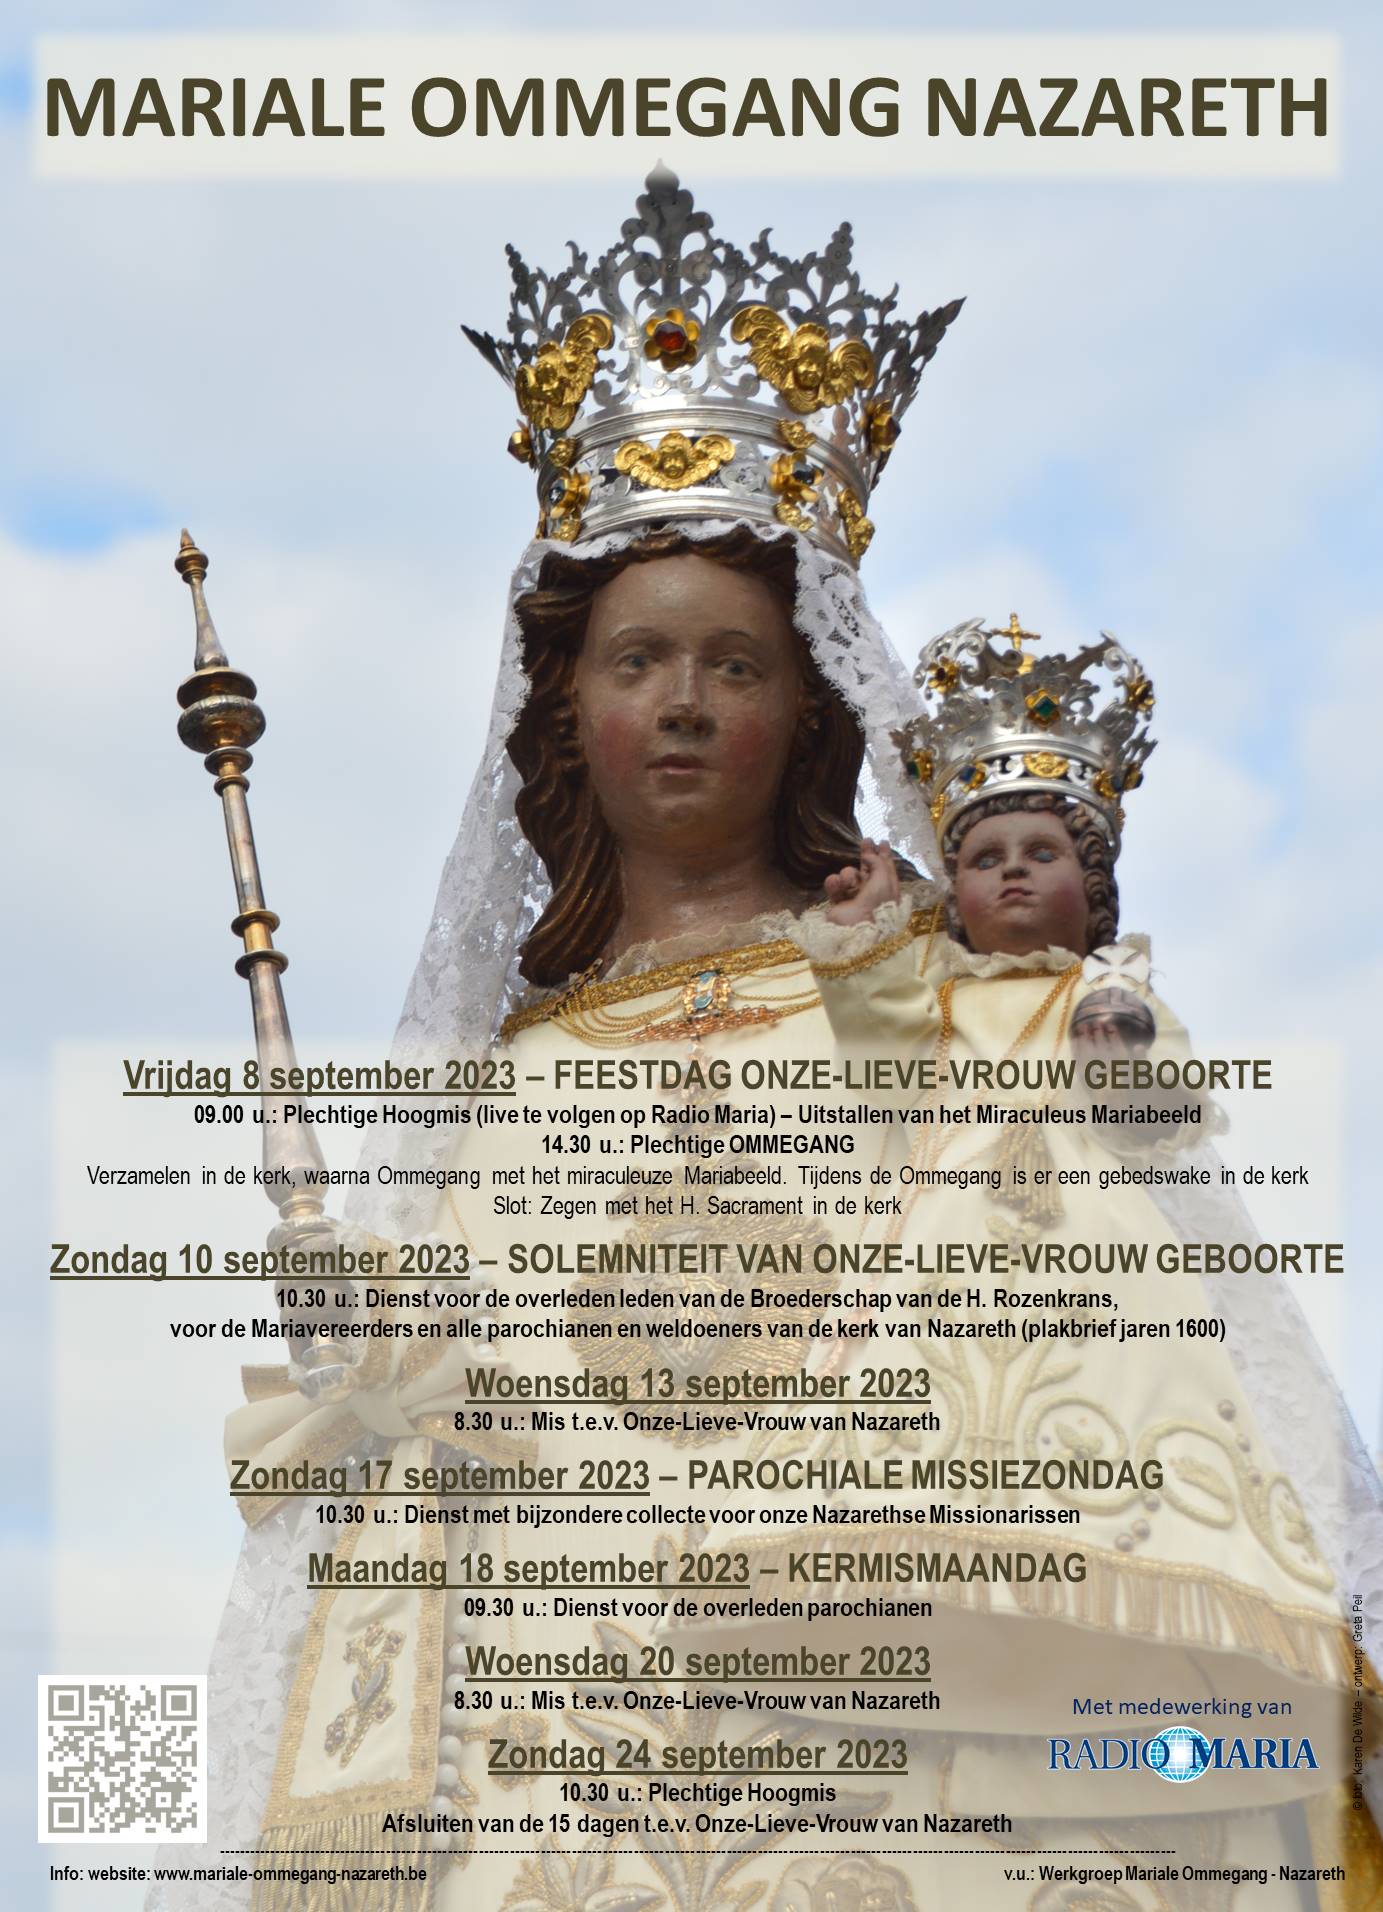 MARIALE OMMEGANG NAZARETH
Vrijdag 8 september 2023 – FEESTDAG ONZE-LIEVE-VROUW GEBOORTE
09.00 u.: Plechtige Hoogmis (live te volgen op Radio Maria) – Uitstallen van het Miraculeus Mariabeeld
14.30 u.: Plechtige OMMEGANG
Verzamelen in de kerk, waarna Ommegang met het miraculeuze Mariabeeld. Tijdens de Ommegang is er een gebedswake in de kerk
Slot: Zegen met het H. Sacrament in de kerk
Zondag 10 september 2023 – SOLEMNITEIT VAN ONZE-LIEVE-VROUW GEBOORTE
10.30 u.: Dienst voor de overleden leden van de Broederschap van de H. Rozenkrans,
voor de Mariavereerders en alle parochianen en weldoeners van de kerk van Nazareth (plakbrief jaren 1600)
Woensdag 13 september 2023
8.30 u.: Mis t.e.v. Onze-Lieve-Vrouw van Nazareth
Zondag 17 september 2023 – PAROCHIALE MISSIEZONDAG
10.30 u.: Dienst met bijzondere collecte voor onze Nazarethse Missionarissen
Maandag 18 september 2023 – KERMISMAANDAG
09.30 u.: Dienst voor de overleden parochianen
Woensdag 20 september 2023
8.30 u.: Mis t.e.v. Onze-Lieve-Vrouw van Nazareth
Zondag 24 september 2023
10.30 u.: Plechtige Hoogmis
Afsluiten van de 15 dagen t.e.v. Onze-Lieve-Vrouw van Nazareth
Met medewerking van
RADIO MARIA
© foto: Karen De Wilde – ontwerp: Greta Peil
Info: website: www.mariale-ommegang-nazareth.be
v.u.: Werkgroep Mariale Ommegang - Nazareth